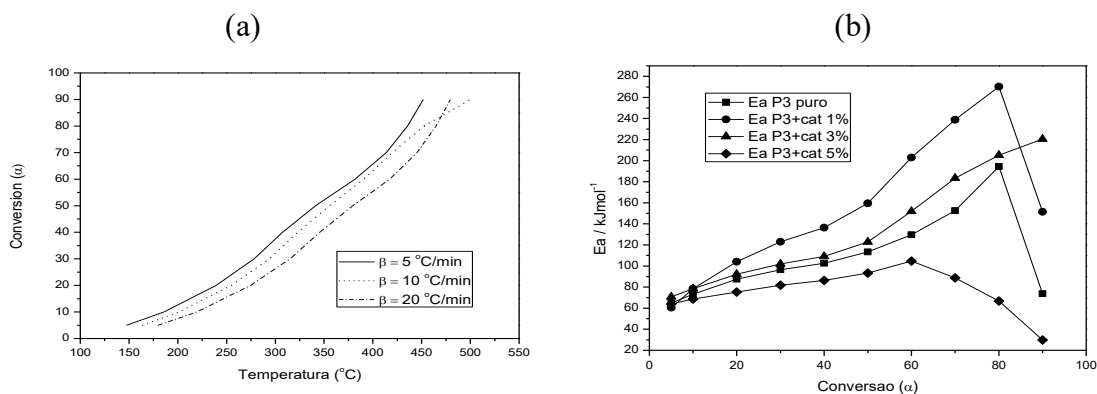 (a)
Conversion (α)
100
90
80
70
60
50
40
30
20
10
0
β = 5 °C/min
β = 10 °C/min
β = 20 °C/min
100 150 200 250 300 350 400 450 500 550
Temperatura (°C)
(b)
Ea / kJmol⁻¹
280
260
240
220
200
180
160
140
120
100
80
60
40
20
Ea P3 puro
Ea P3+cat 1%
Ea P3+cat 3%
Ea P3+cat 5%
0 20 40 60 80 100
Conversao (α)